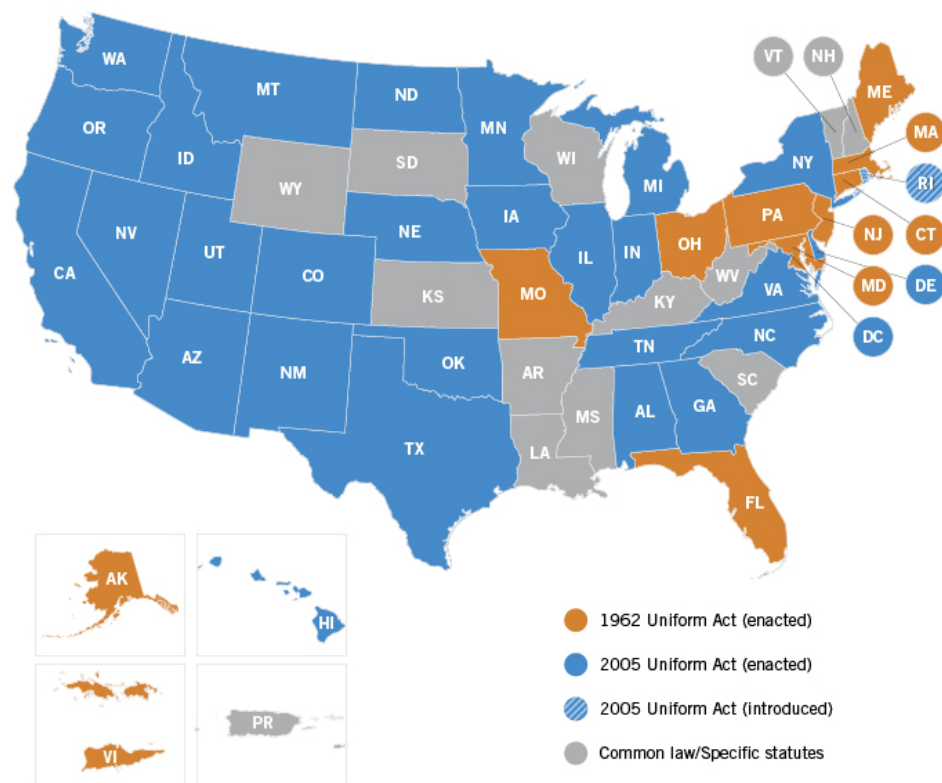 WA
MT
ND
MN
VT
NH
ME
OR
ID
SD
WI
MI
NY
MA
WY
RI
NV
NE
IA
PA
NJ
CT
CA
UT
CO
IL
IN
OH
MD
DE
KS
MO
WV
KY
VA
DC
AZ
NM
OK
TN
NC
AR
SC
TX
MS
AL
GA
LA
FL
AK
HI
VI
PR
1962 Uniform Act (enacted)
2005 Uniform Act (enacted)
2005 Uniform Act (introduced)
Common law/Specific statutes